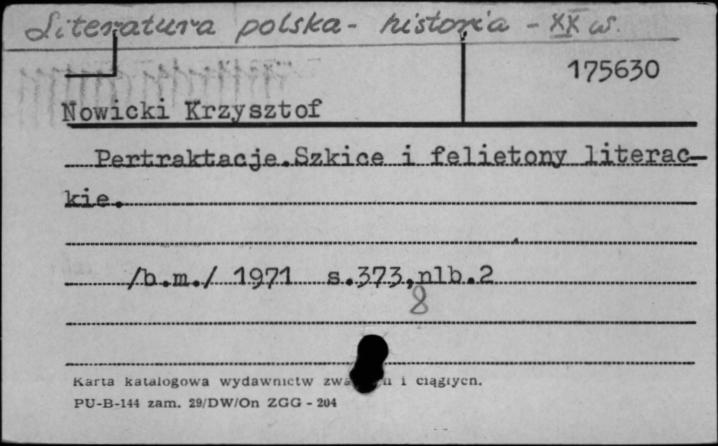 Literatura polska - historia - XX w.
175630
Nowicki Krzysztof
Pertraktacje.Szkice i felietony literac-
kie.
/b.m./ 1971 s.373,nlb.2
8
Karta katalogowa wydawnictw i ciągłych.
PU-B-144 zam. 29/DW/On ZGG - 204